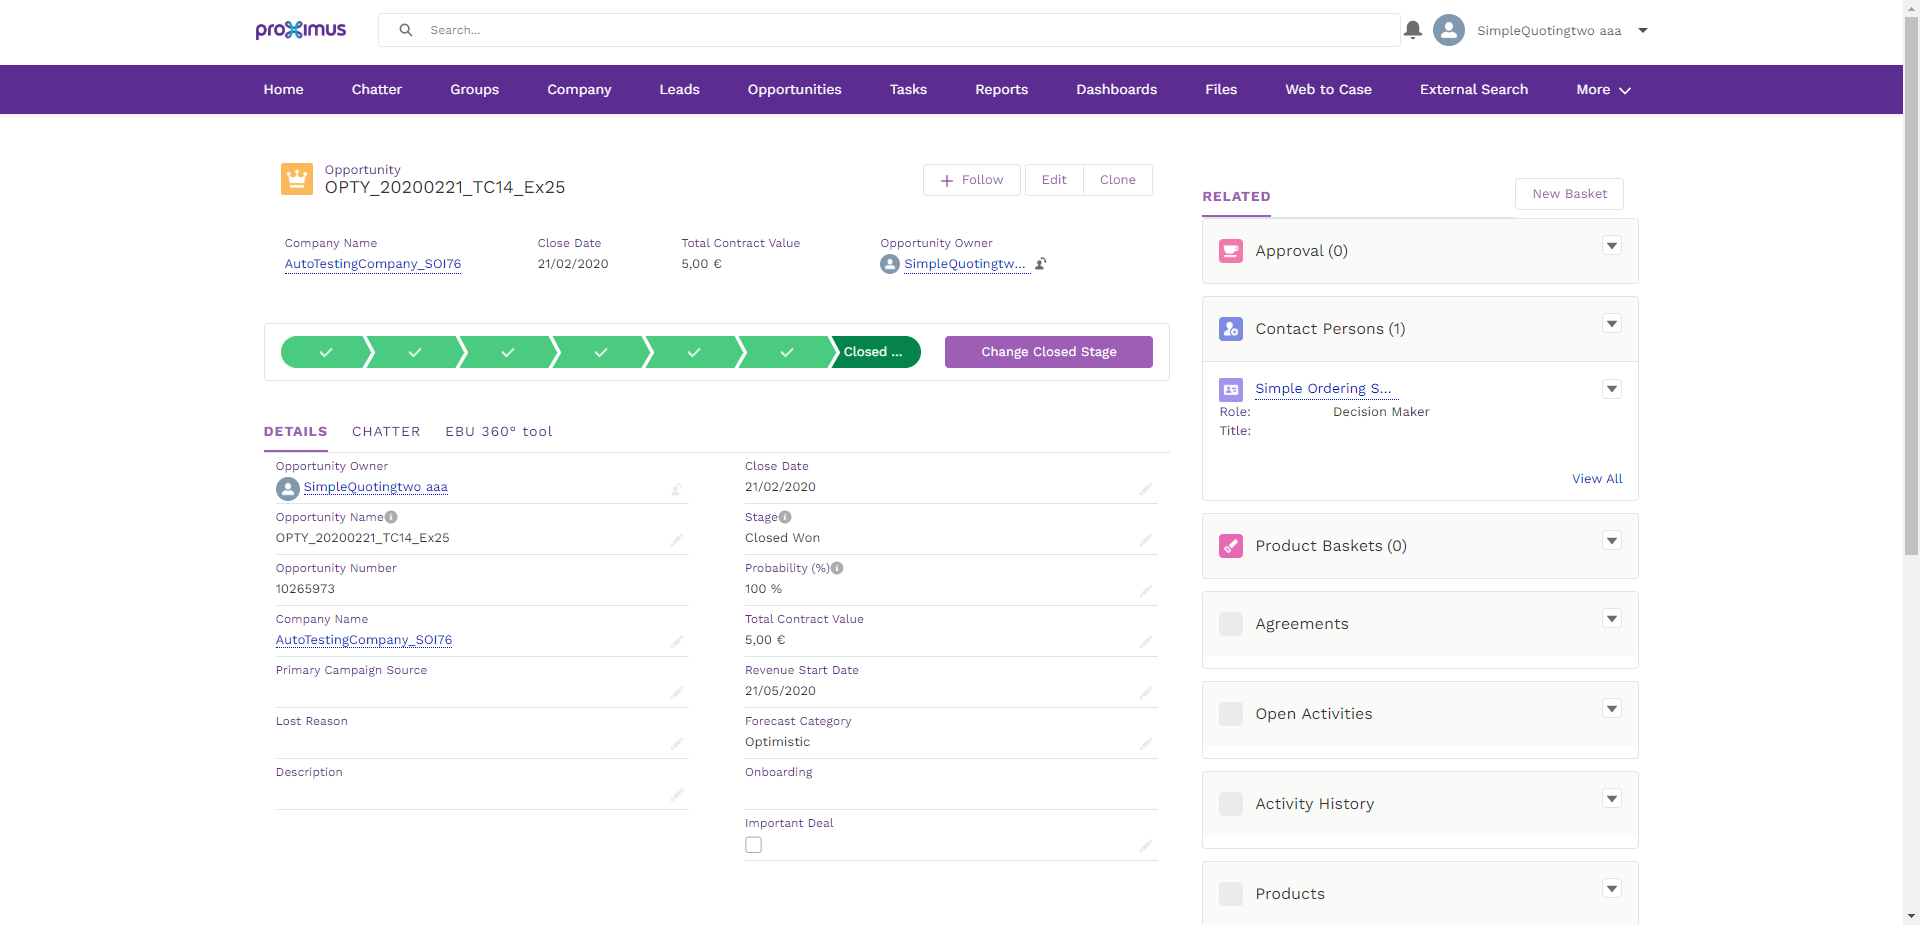 proximus
Search...
SimpleQuotingtwo aaa
Home Chatter Groups Company Leads Opportunities Tasks Reports Dashboards Files Web to Case External Search More
Opportunity
OPTY_20200221_TC14_Ex25
Follow Edit Clone
Company Name Close Date Total Contract Value Opportunity Owner
AutoTestingCompany_SOI76 21/02/2020 5,00 € SimpleQuotingtw...
Closed ... Change Closed Stage
DETAILS CHATTER EBU 360° tool
Opportunity Owner
SimpleQuotingtwo aaa
Opportunity Name
OPTY_20200221_TC14_Ex25
Opportunity Number
10265973
Company Name
AutoTestingCompany_SOI76
Primary Campaign Source
Lost Reason
Description
Close Date
21/02/2020
Stage
Closed Won
Probability (%)
100 %
Total Contract Value
5,00 €
Revenue Start Date
21/05/2020
Forecast Category
Optimistic
Onboarding
Important Deal
RELATED New Basket
Approval (0)
Contact Persons (1)
Simple Ordering S...
Role: Decision Maker
Title:
View All
Product Baskets (0)
Agreements
Open Activities
Activity History
Products